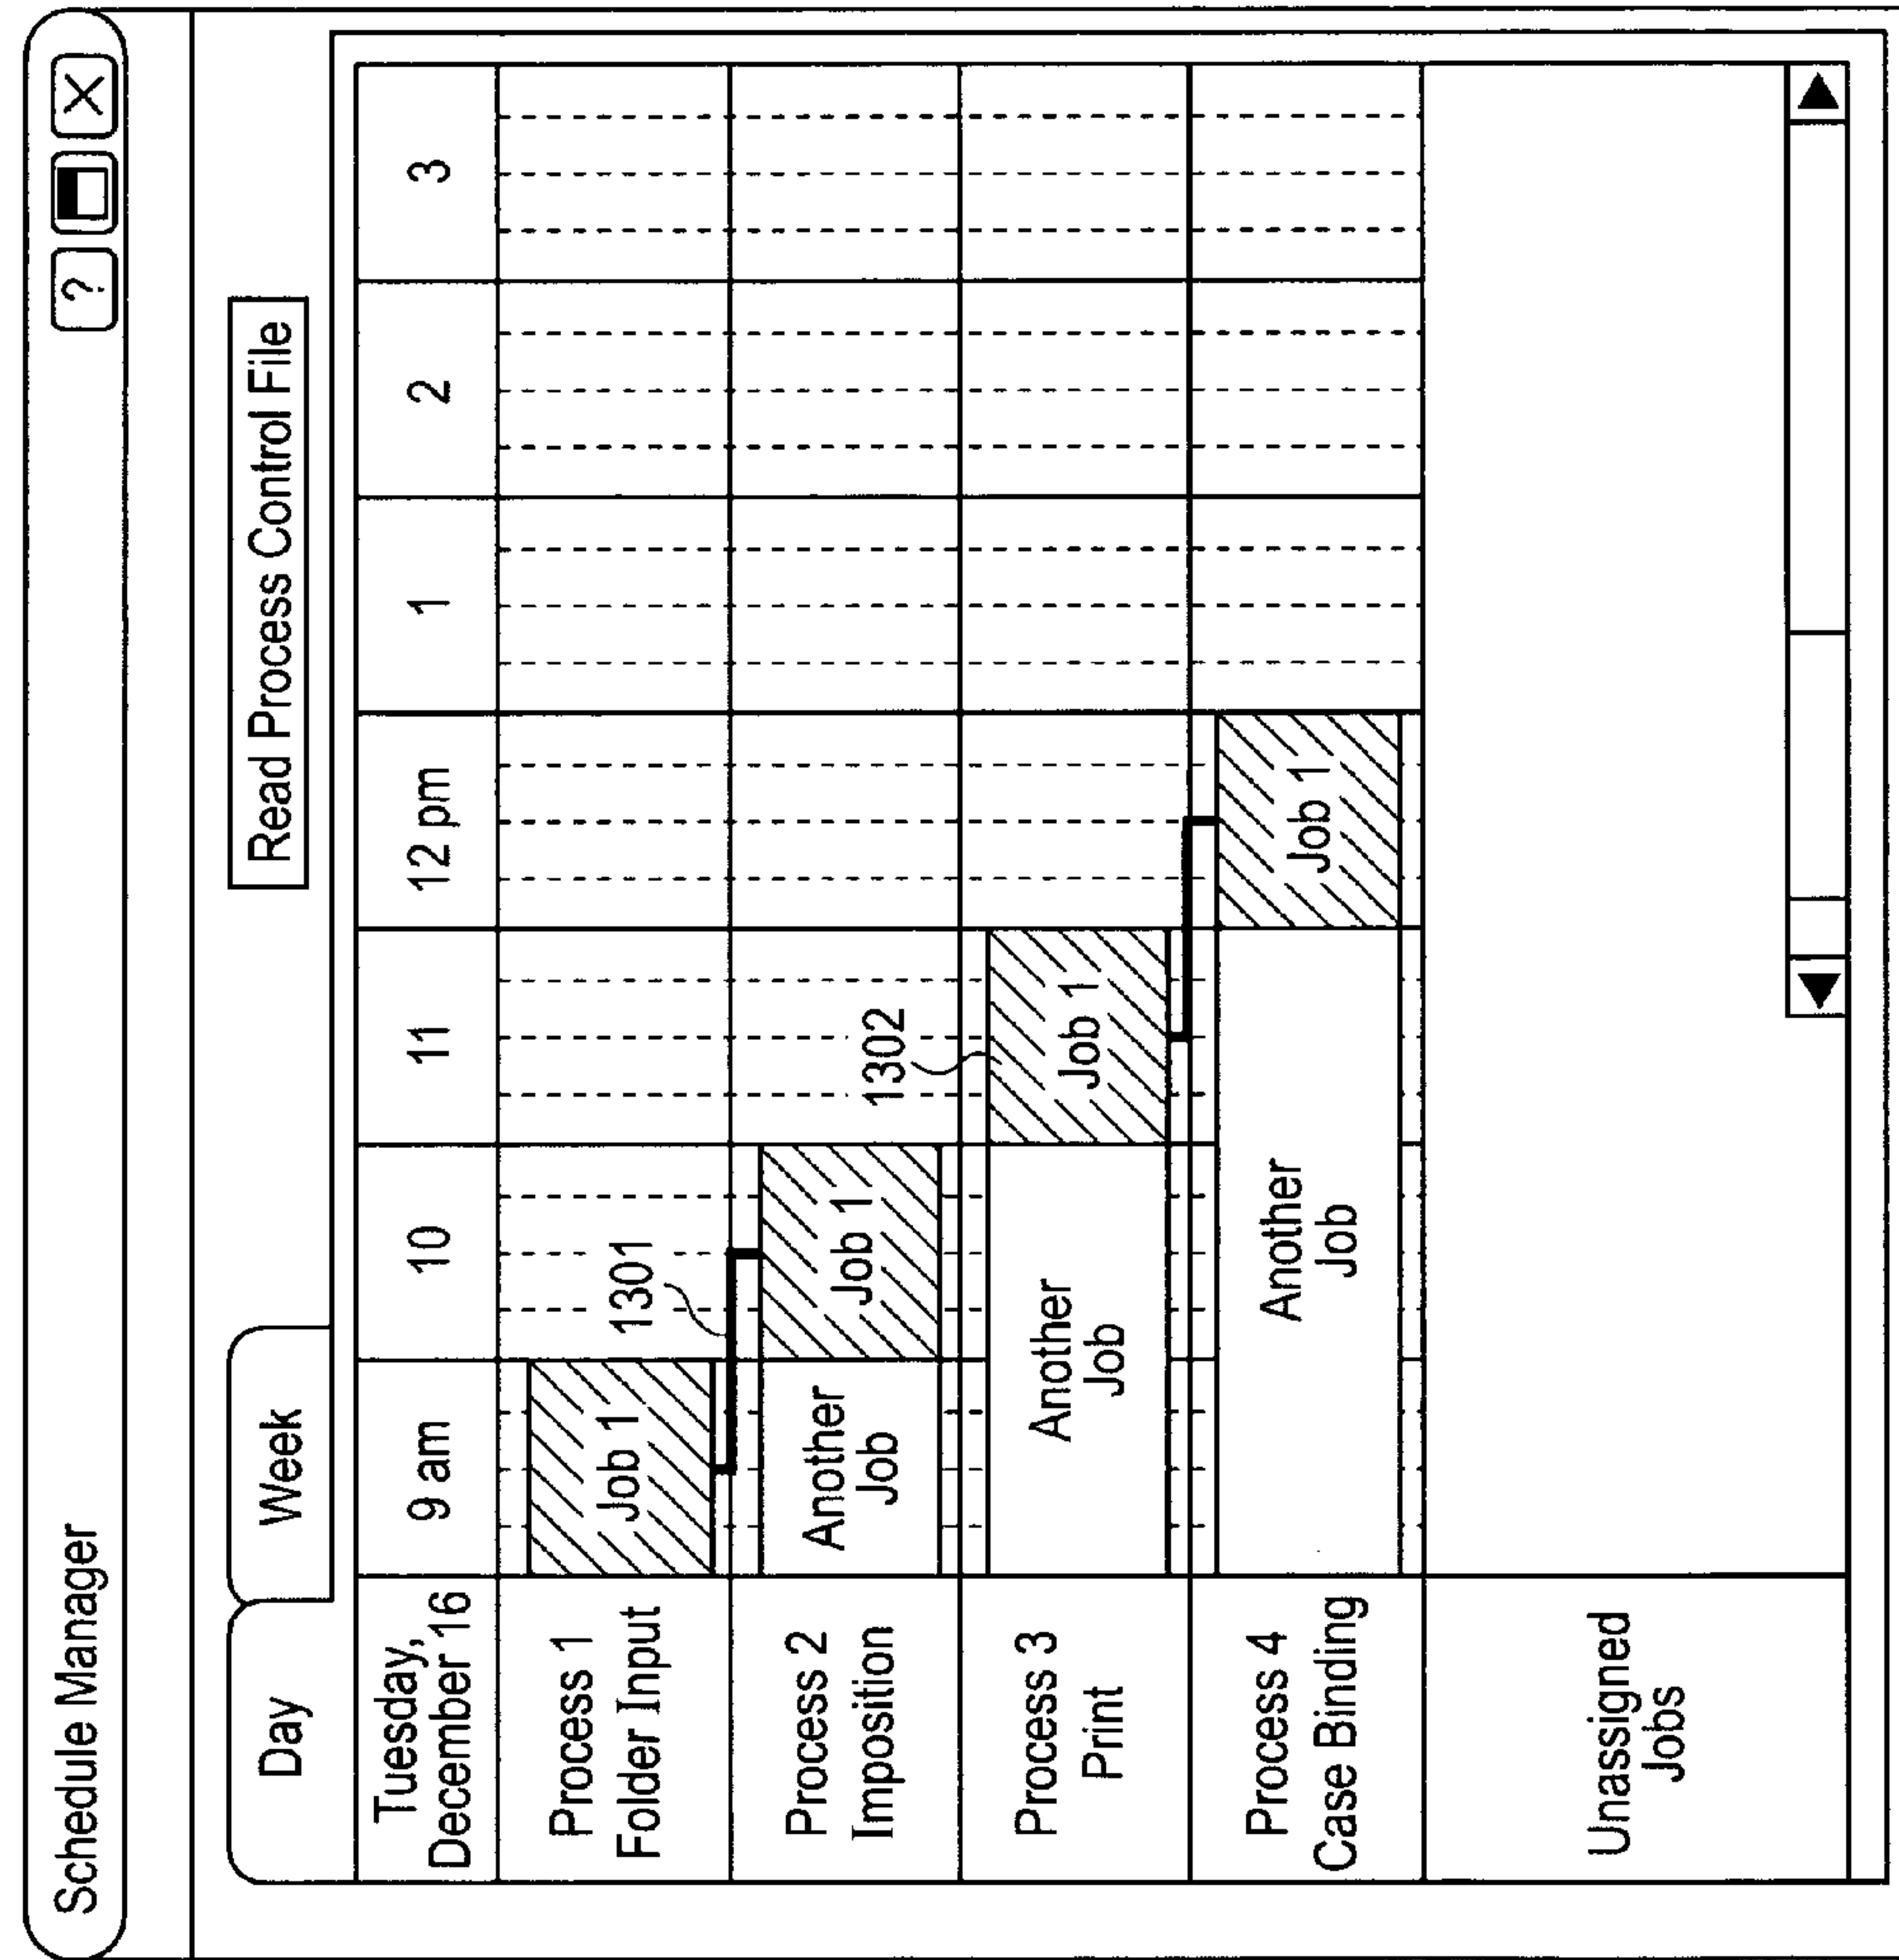 Schedule Manager
?
X
Day
Week
Read Process Control File
Tuesday,
December 16
9 am
10
11
12 pm
1
2
3
Process 1
Folder Input
Job 1
1301
Process 2
Imposition
Another
Job
Job 1
1302
Process 3
Print
Another
Job
Job 1
Process 4
Case Binding
Another
Job
Job 1
Unassigned
Jobs